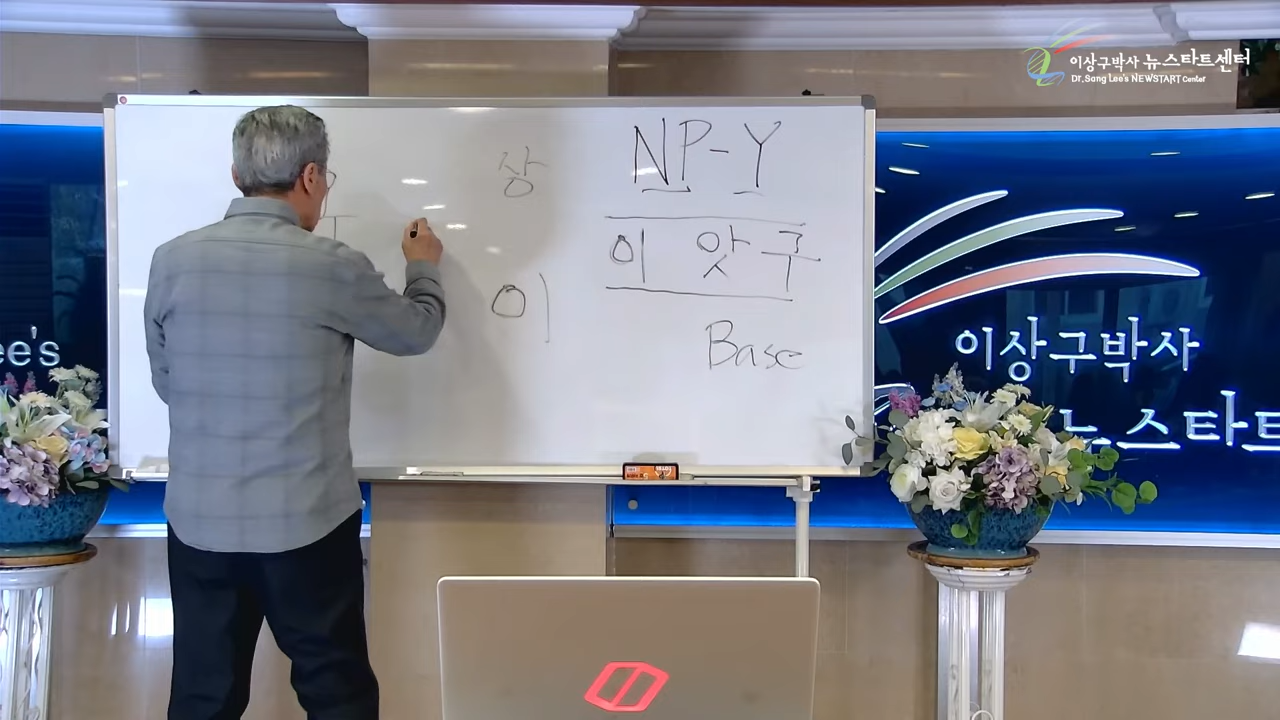 이상구박사 뉴스타트센터
Dr. Sang Lee's NEWSTART Center
상
이
NP-Y
이 앗 구
Base
ee's
이상구박사
뉴스타트